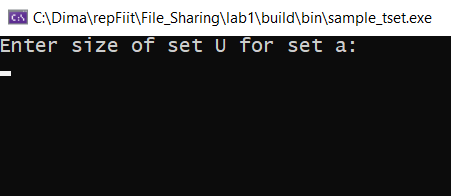 C:\Dima\repFiit\File_Sharing\lab1\build\bin\sample_tset.exe
Enter size of set U for set a: